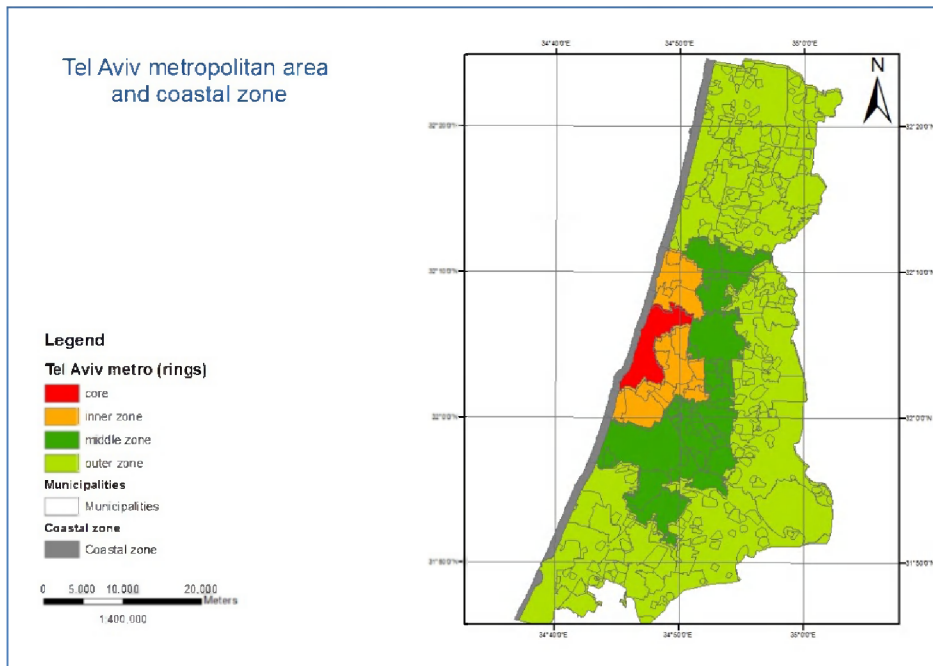 Tel Aviv metropolitan area
and coastal zone
34°40'0"E 34°50'0"E 35°0'0"E
N
32°20'0"N 32°20'0"N
32°10'0"N 32°10'0"N
32°0'0"N 32°0'0"N
31°50'0"N 31°50'0"N
34°40'0"E 34°50'0"E 35°0'0"E
Legend
Tel Aviv metro (rings)
core
inner zone
middle zone
outer zone
Municipalities
Municipalities
Coastal zone
Coastal zone
0 5,000 10,000 20,000
Meters
1:400,000